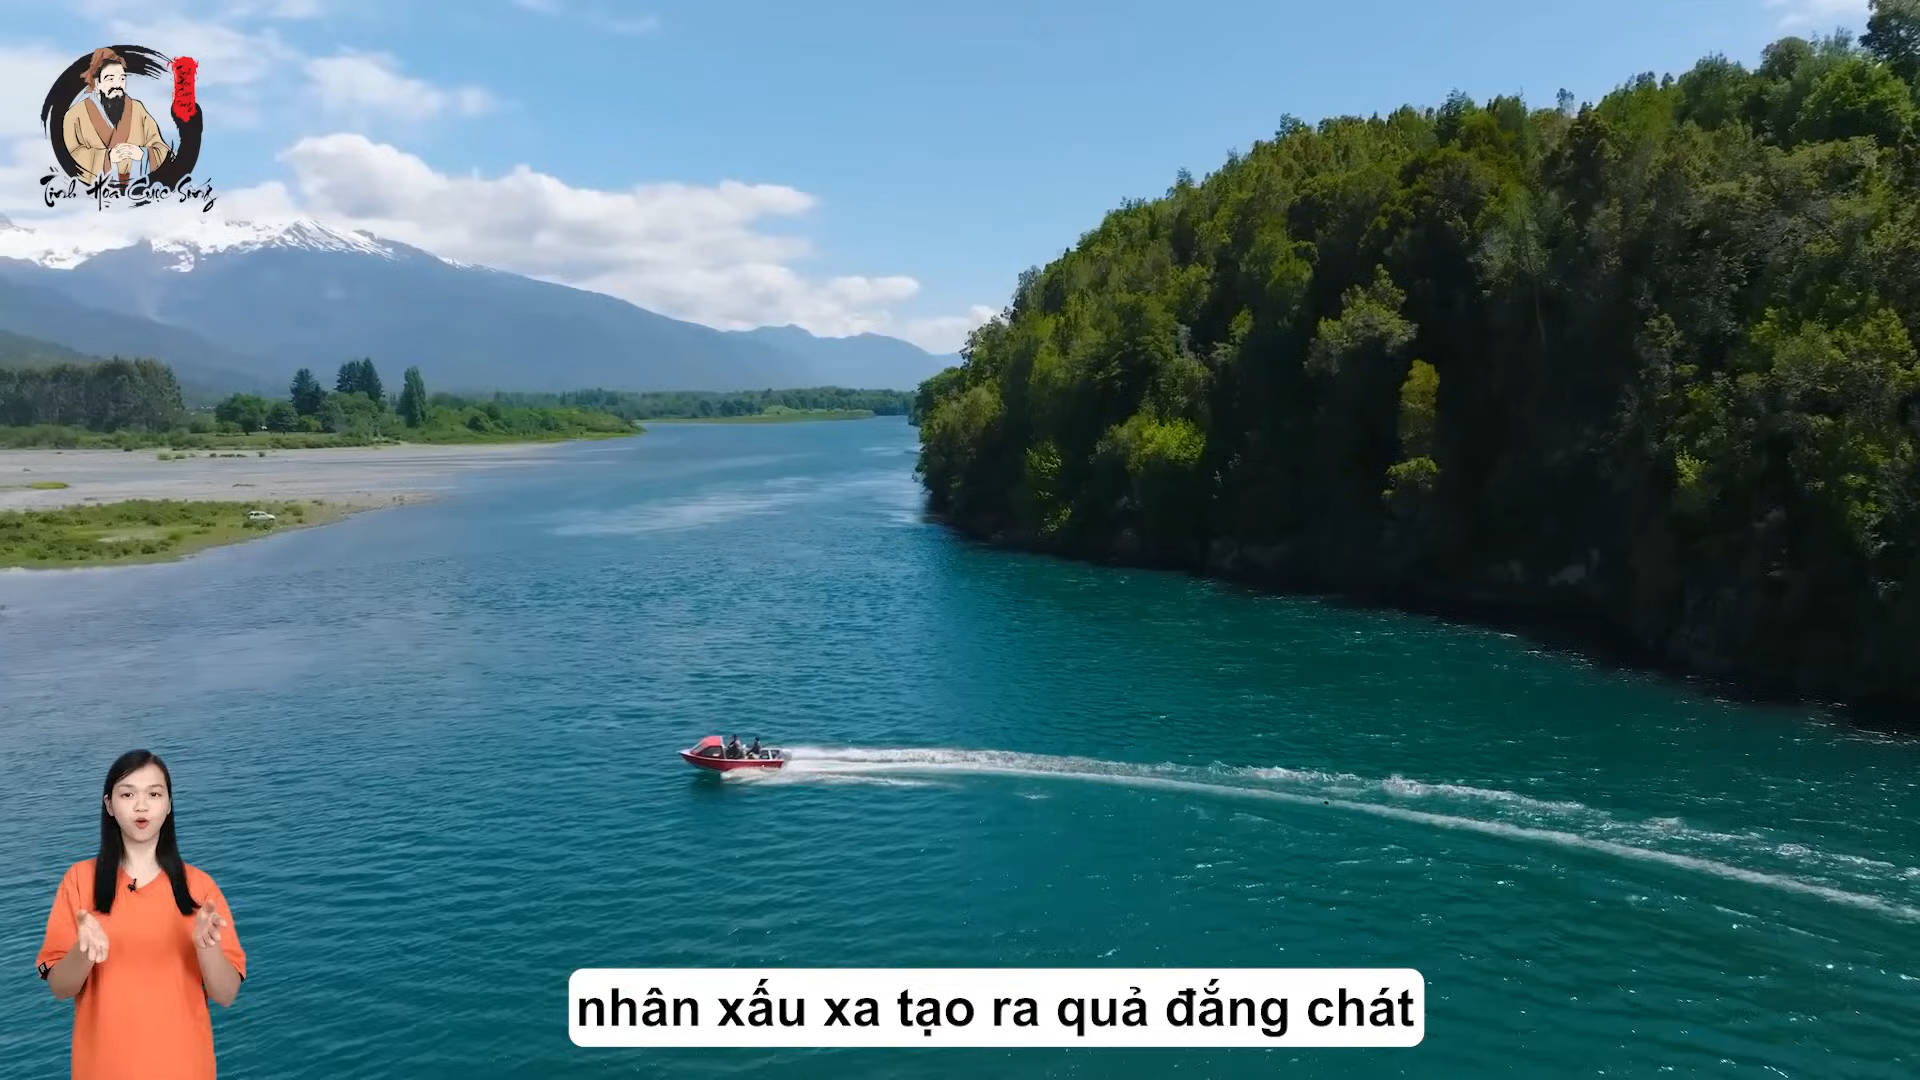 Tinh Hoa Cuộc Sống
nhân xấu xa tạo ra quả đắng chát